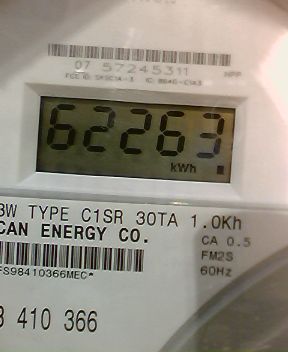 07 57245311
NPP
62263
kWh
3W TYPE C1SR 30TA 1.0Kh
CAN ENERGY CO.
CA 0.5
FM2S
60Hz
FS98410366MEC*
3 410 366